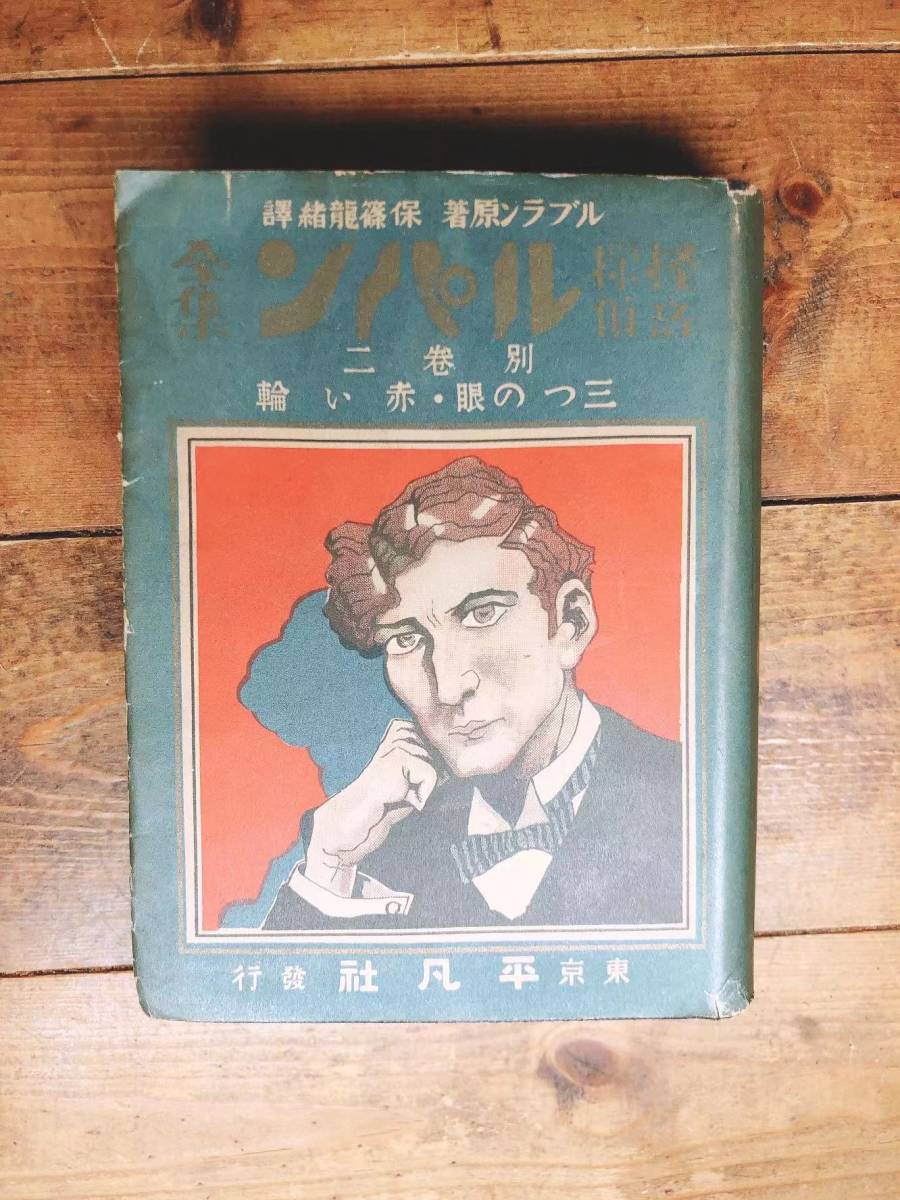 ルブラン原著 保篠龍緒譯
怪盗探偵 ルパン 全集
別卷二
三つの眼・赤い輪
東京 平凡社 發行